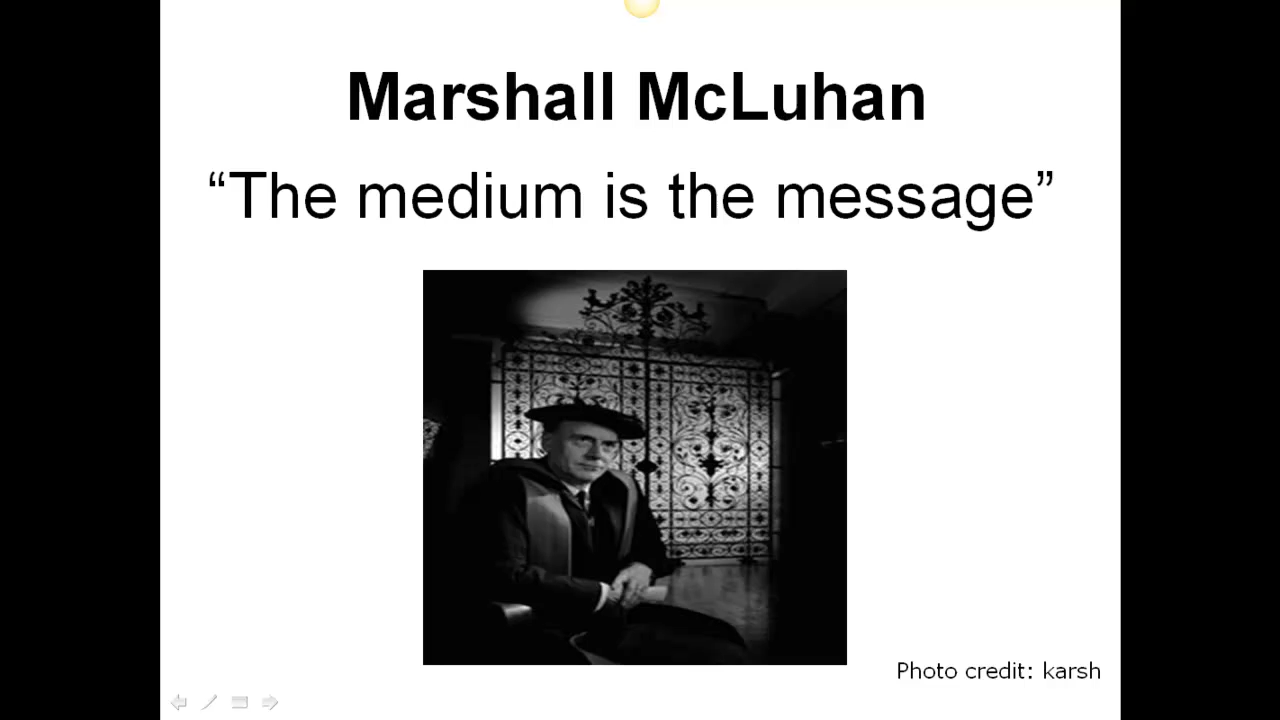 Marshall McLuhan
“The medium is the message”
Photo credit: karsh